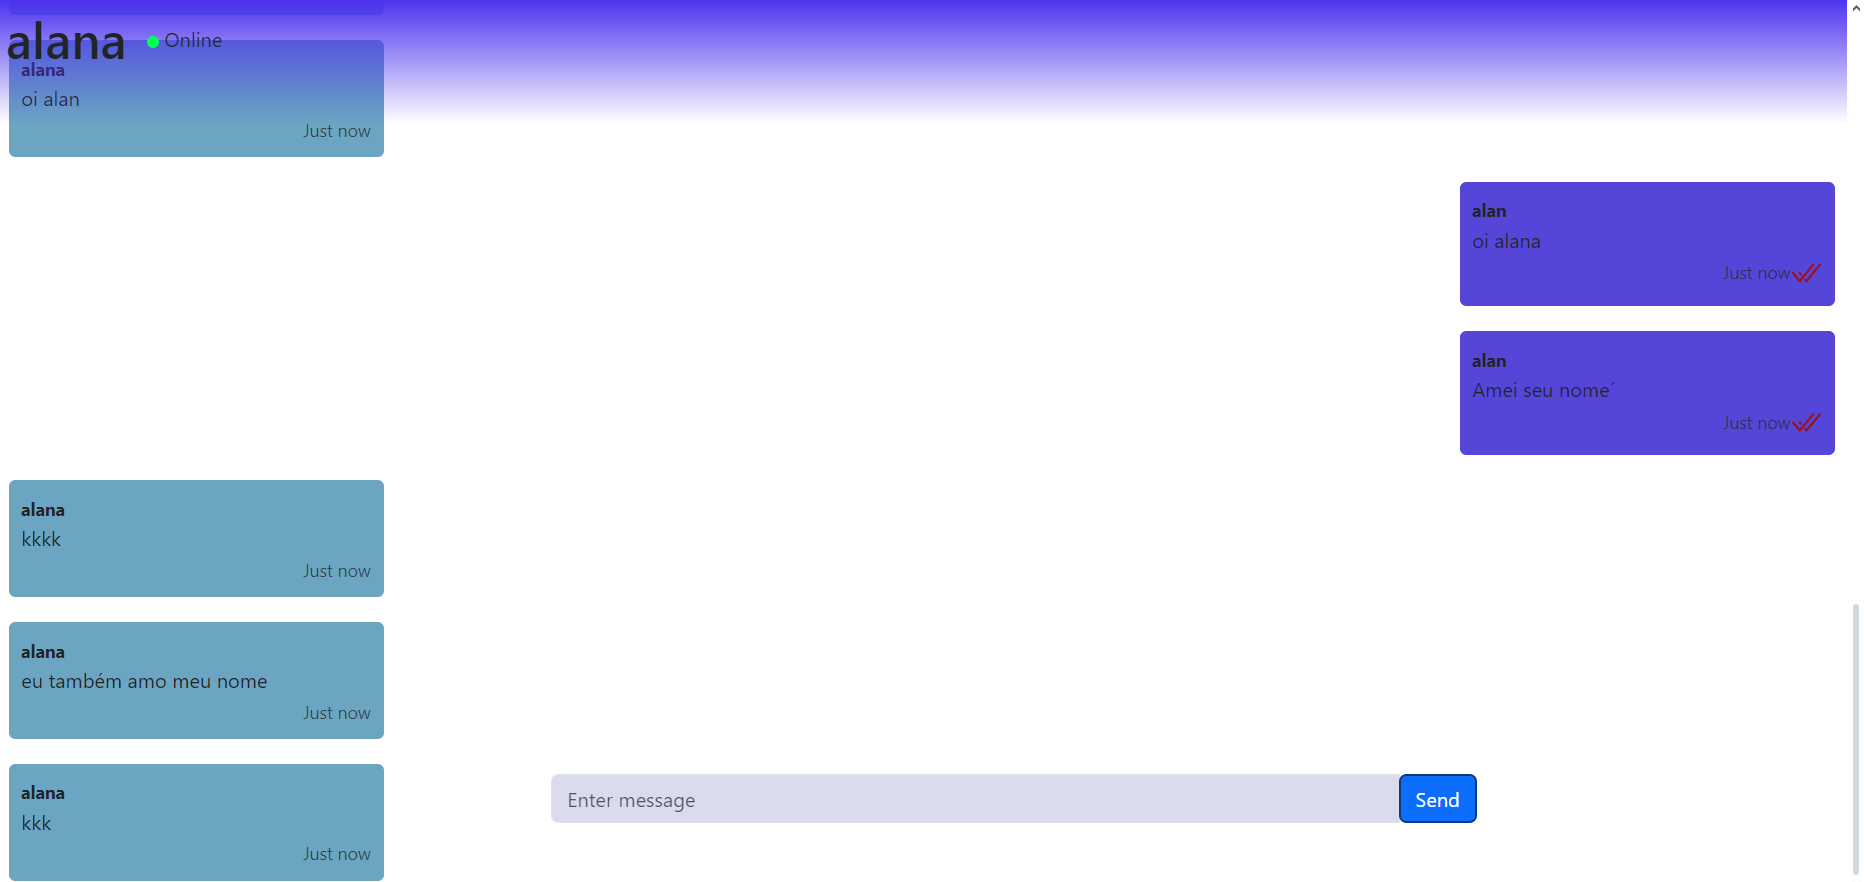 alana Online
alana
oi alan
Just now
alan
oi alana
Just now
alan
Amei seu nome´
Just now
alana
kkkk
Just now
alana
eu também amo meu nome
Just now
alana
kkk
Just now
Enter message Send